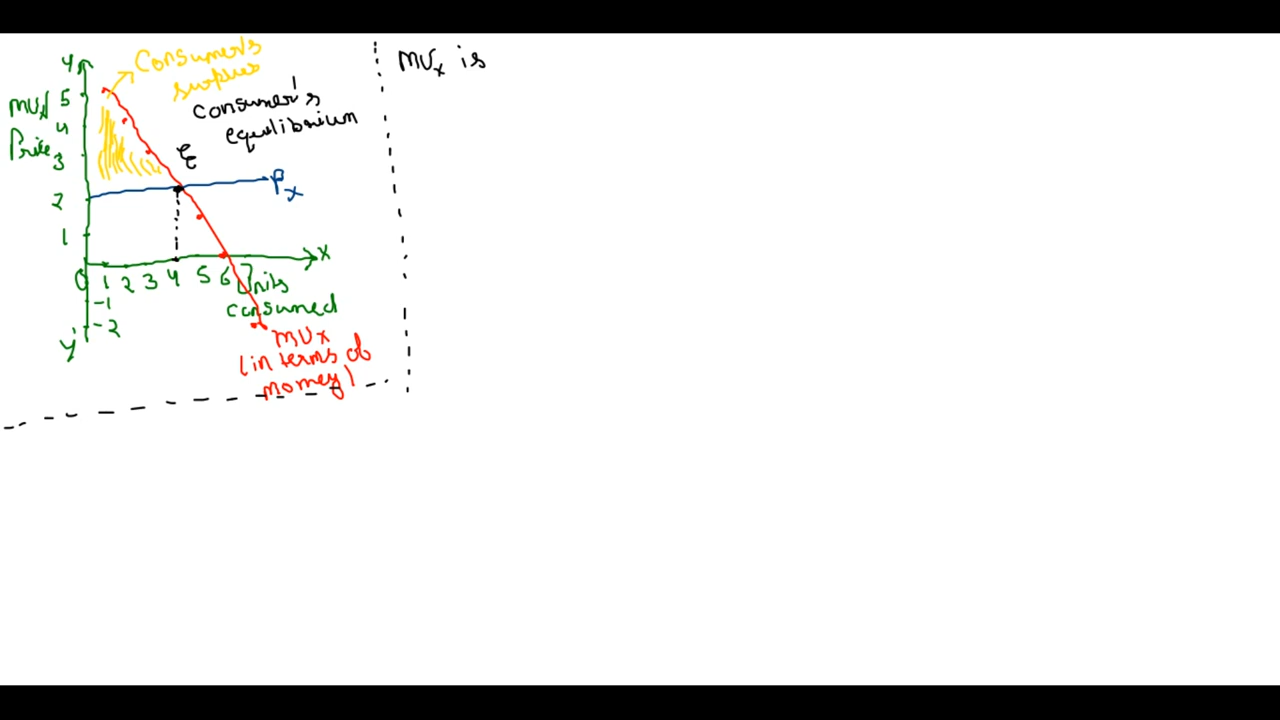 Y
Consumer's
surplus
MUx/
Price
5
4
3
2
1
Consumer's
equilibrium
E
Px
X
0 1 2 3 4 5 6 Units
consumed
-1
-2
Y'
MUx
(in terms of
money)
MUx is